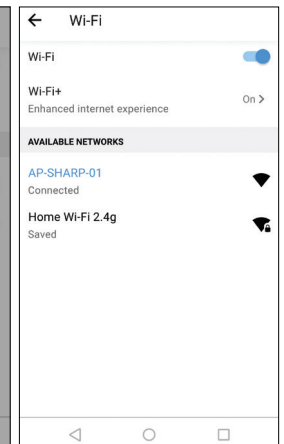 Wi-Fi
Wi-Fi
Wi-Fi+
Enhanced internet experience
On >
AVAILABLE NETWORKS
AP-SHARP-01
Connected
Home Wi-Fi 2.4g
Saved